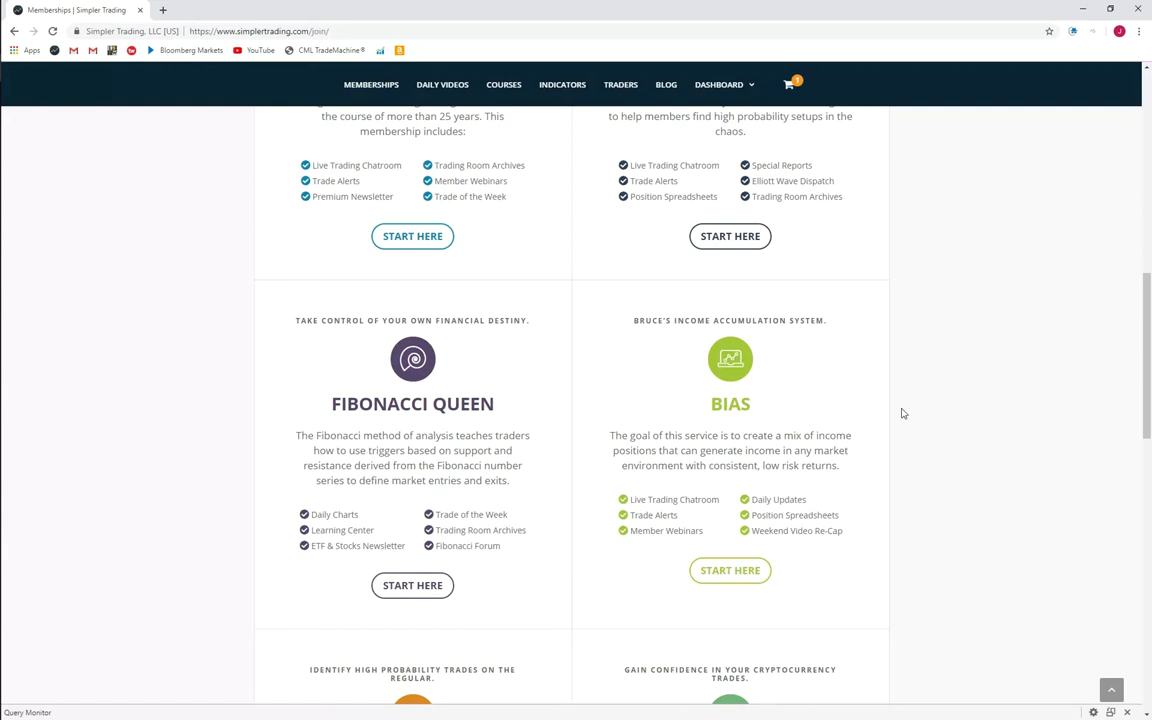 Memberships | Simpler Trading
Simpler Trading, LLC [US] | https://www.simplertrading.com/join/
Apps Bloomberg Markets YouTube CML TradeMachine®
MEMBERSHIPS DAILY VIDEOS COURSES INDICATORS TRADERS BLOG DASHBOARD 1
the course of more than 25 years. This
membership includes:
Live Trading Chatroom Trading Room Archives
Trade Alerts Member Webinars
Premium Newsletter Trade of the Week
START HERE
to help members find high probability setups in the
chaos.
Live Trading Chatroom Special Reports
Trade Alerts Elliott Wave Dispatch
Position Spreadsheets Trading Room Archives
START HERE
TAKE CONTROL OF YOUR OWN FINANCIAL DESTINY.
FIBONACCI QUEEN
The Fibonacci method of analysis teaches traders
how to use triggers based on support and
resistance derived from the Fibonacci number
series to define market entries and exits.
Daily Charts Trade of the Week
Learning Center Trading Room Archives
ETF & Stocks Newsletter Fibonacci Forum
START HERE
BRUCE'S INCOME ACCUMULATION SYSTEM.
BIAS
The goal of this service is to create a mix of income
positions that can generate income in any market
environment with consistent, low risk returns.
Live Trading Chatroom Daily Updates
Trade Alerts Position Spreadsheets
Member Webinars Weekend Video Re-Cap
START HERE
IDENTIFY HIGH PROBABILITY TRADES ON THE
REGULAR.
GAIN CONFIDENCE IN YOUR CRYPTOCURRENCY
TRADES.
Query Monitor